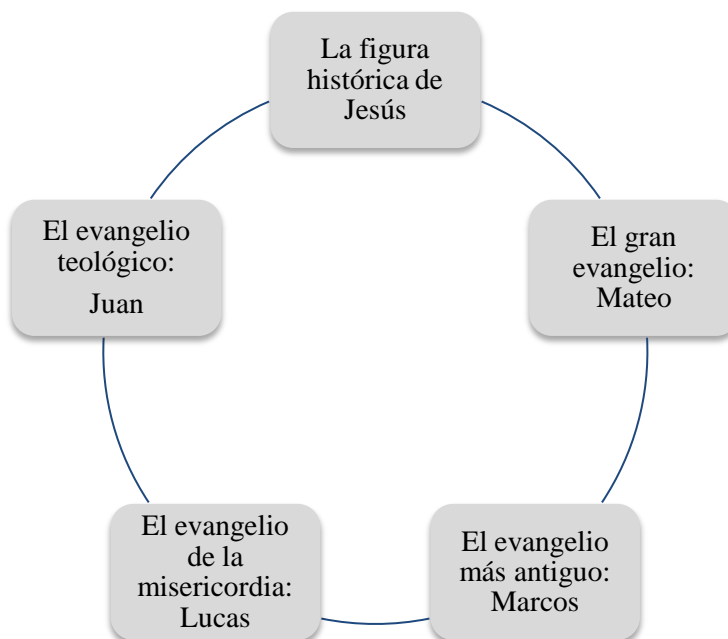 La figura
histórica de
Jesús
El gran
evangelio:
Mateo
El evangelio
más antiguo:
Marcos
El evangelio
de la
misericordia:
Lucas
El evangelio
teológico:
Juan